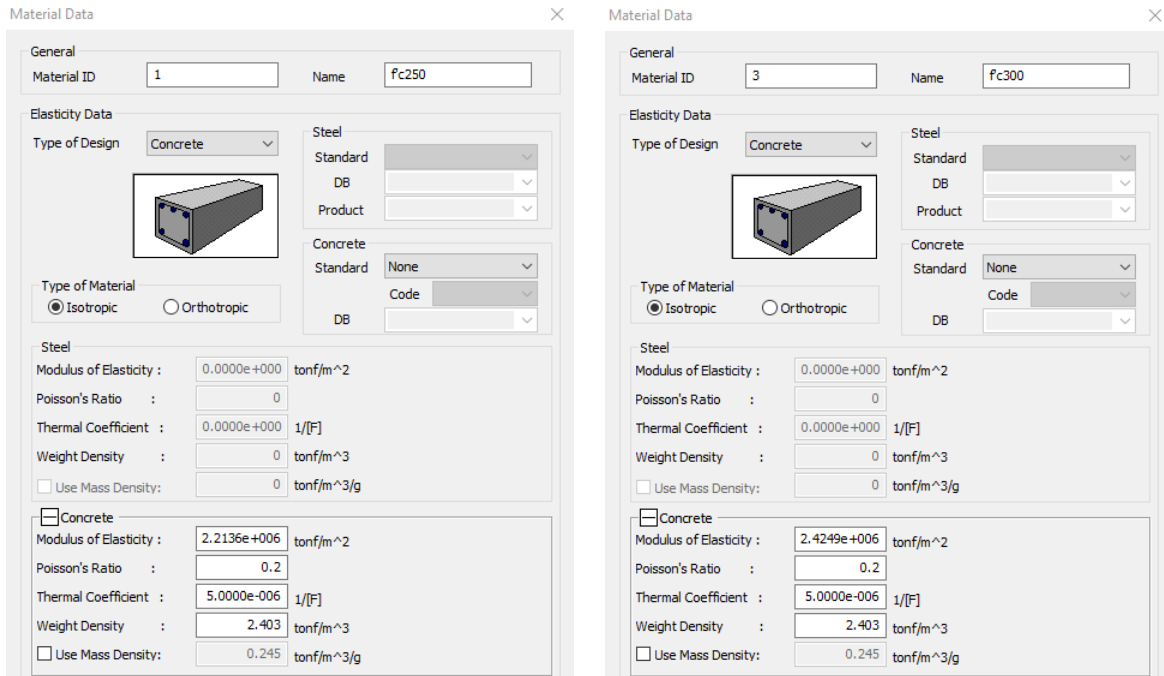 Material Data
General
Material ID 1 Name f'c250
Elasticity Data
Type of Design Concrete
Steel
Standard
DB
Product
Concrete
Standard None
Code
DB
Type of Material
Isotropic Orthotropic
Steel
Modulus of Elasticity : 0.0000e+000 tonf/m^2
Poisson's Ratio : 0
Thermal Coefficient : 0.0000e+000 1/[F]
Weight Density : 0 tonf/m^3
Use Mass Density: 0 tonf/m^3/g
Concrete
Modulus of Elasticity : 2.2136e+006 tonf/m^2
Poisson's Ratio : 0.2
Thermal Coefficient : 5.0000e-006 1/[F]
Weight Density : 2.403 tonf/m^3
Use Mass Density: 0.245 tonf/m^3/g
Material Data
General
Material ID 3 Name f'c300
Elasticity Data
Type of Design Concrete
Steel
Standard
DB
Product
Concrete
Standard None
Code
DB
Type of Material
Isotropic Orthotropic
Steel
Modulus of Elasticity : 0.0000e+000 tonf/m^2
Poisson's Ratio : 0
Thermal Coefficient : 0.0000e+000 1/[F]
Weight Density : 0 tonf/m^3
Use Mass Density: 0 tonf/m^3/g
Concrete
Modulus of Elasticity : 2.4249e+006 tonf/m^2
Poisson's Ratio : 0.2
Thermal Coefficient : 5.0000e-006 1/[F]
Weight Density : 2.403 tonf/m^3
Use Mass Density: 0.245 tonf/m^3/g